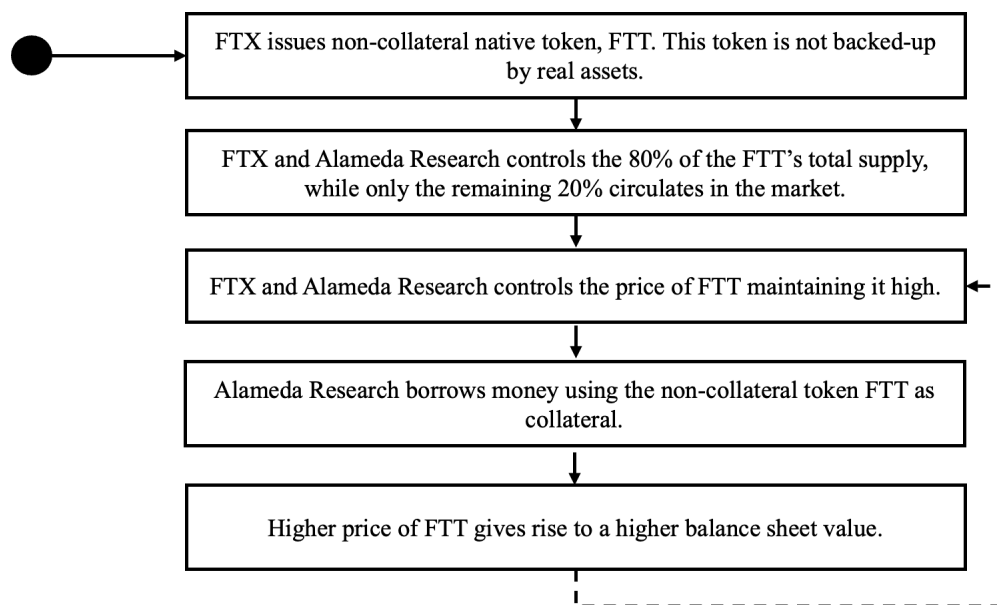 FTX issues non-collateral native token, FTT. This token is not backed-up
by real assets.
FTX and Alameda Research controls the 80% of the FTT’s total supply,
while only the remaining 20% circulates in the market.
FTX and Alameda Research controls the price of FTT maintaining it high.
Alameda Research borrows money using the non-collateral token FTT as
collateral.
Higher price of FTT gives rise to a higher balance sheet value.